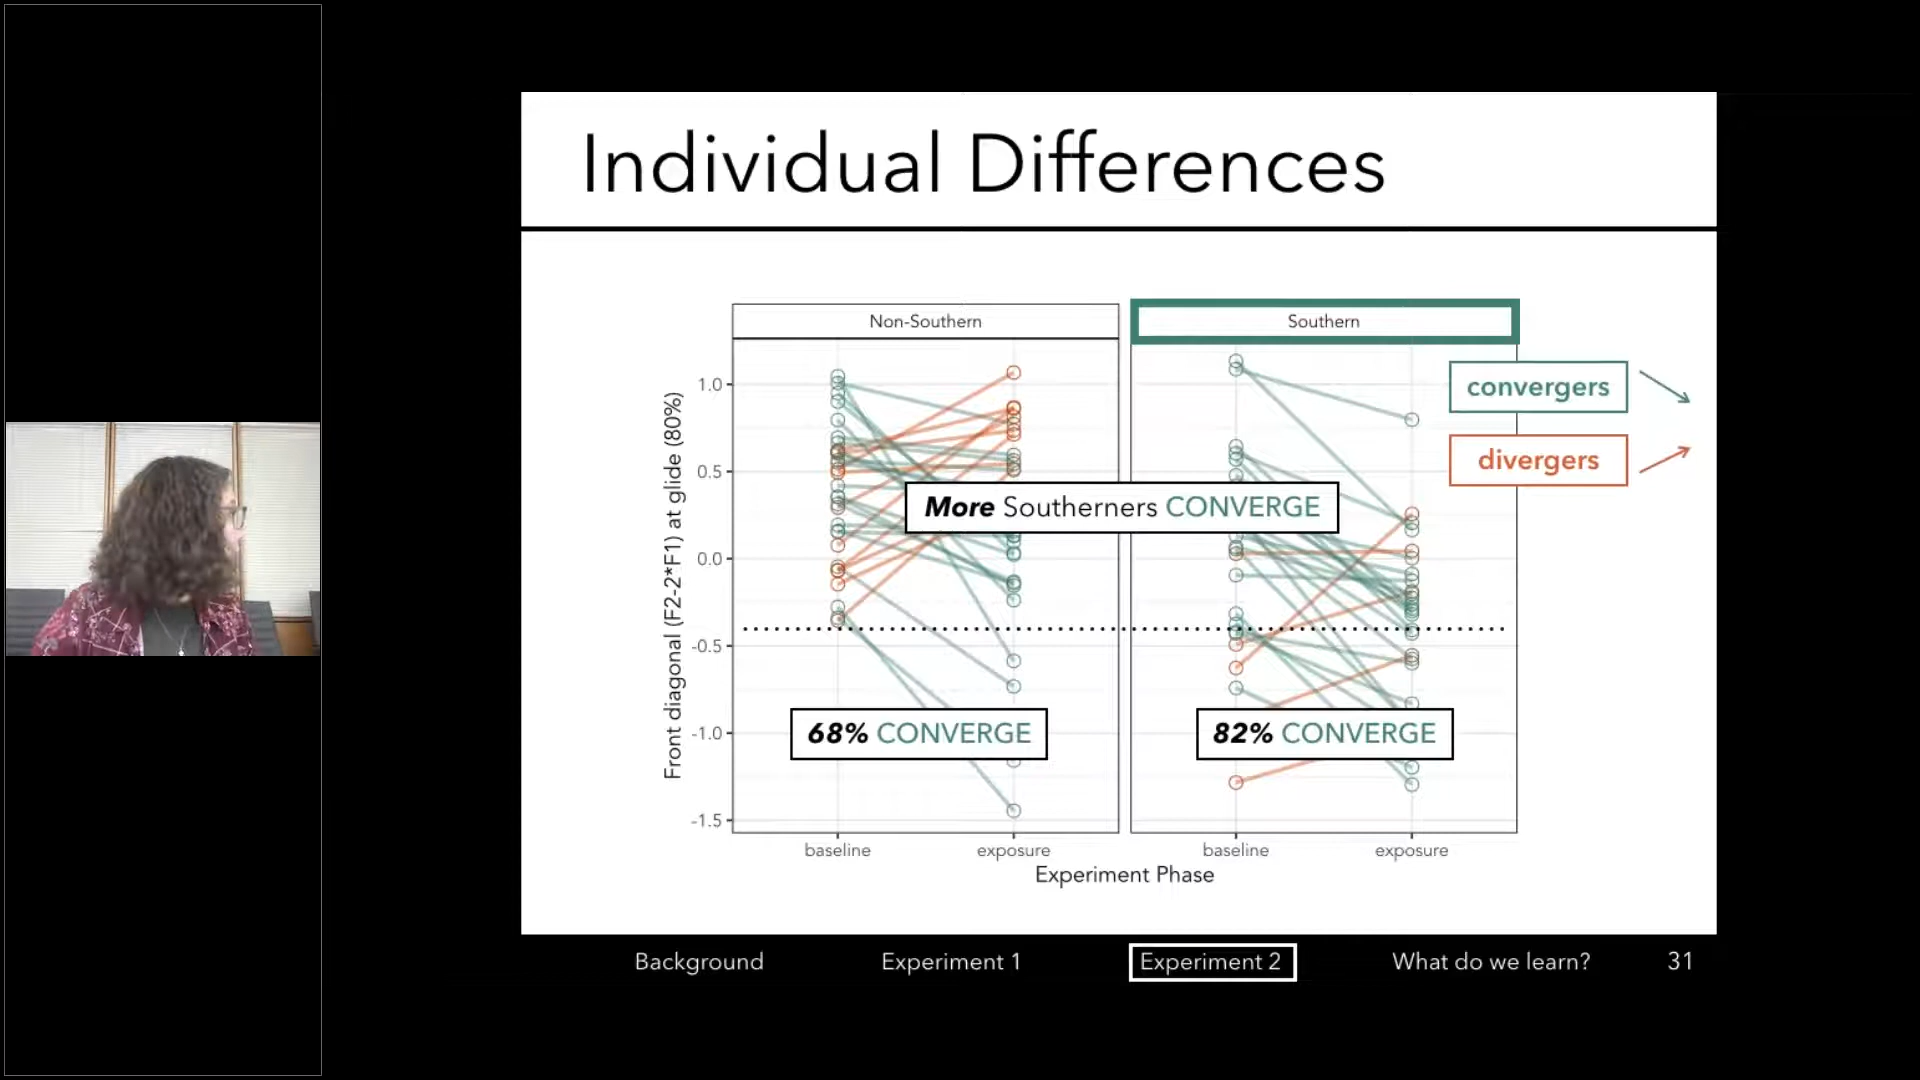 Individual Differences
Non-Southern
Southern
convergers
divergers
More Southerners CONVERGE
68% CONVERGE
82% CONVERGE
Front diagonal (F2-2*F1) at glide (80%)
1.0
0.5
0.0
-0.5
-1.0
-1.5
baseline
exposure
baseline
exposure
Experiment Phase
Background
Experiment 1
Experiment 2
What do we learn?
31